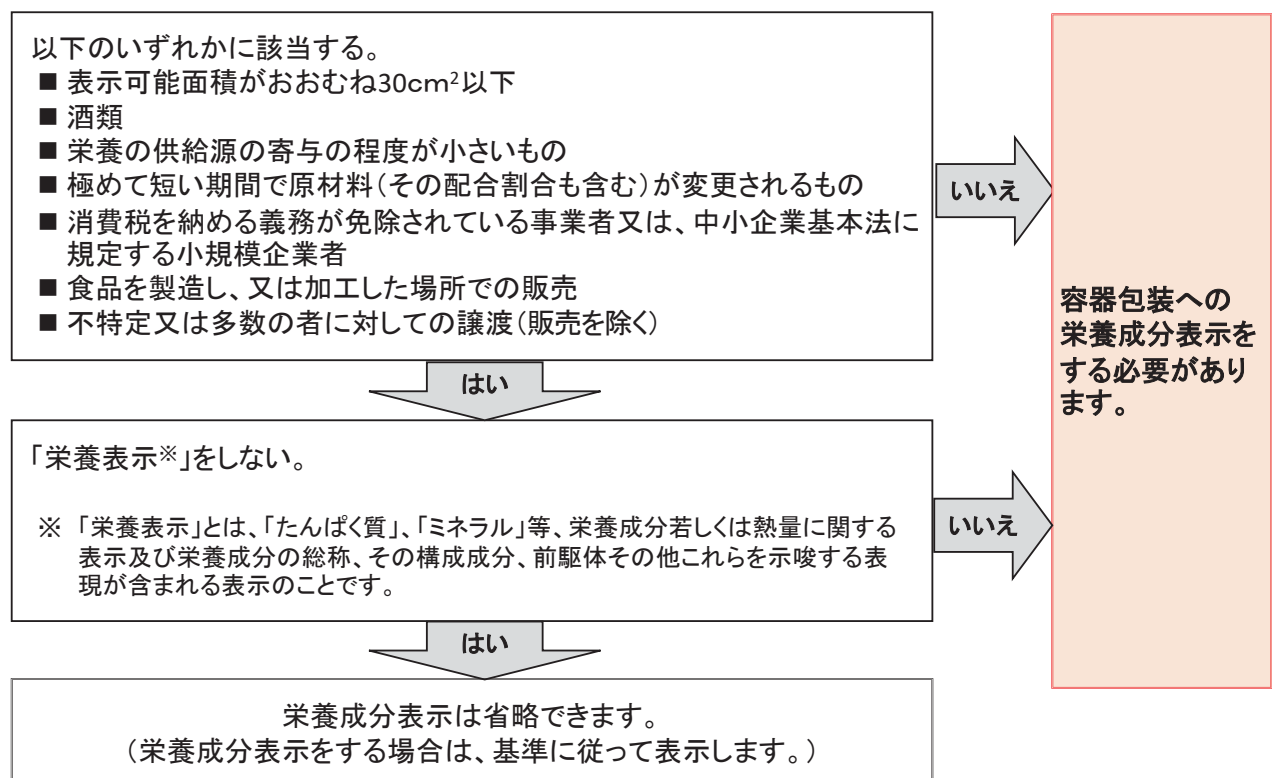 以下のいずれかに該当する。
■ 表示可能面積がおおむね30cm²以下
■ 酒類
■ 栄養の供給源の寄与の程度が小さいもの
■ 極めて短い期間で原材料（その配合割合も含む）が変更されるもの
■ 消費税を納める義務が免除されている事業者又は、中小企業基本法に
規定する小規模企業者
■ 食品を製造し、又は加工した場所での販売
■ 不特定又は多数の者に対しての譲渡（販売を除く）
いいえ
はい
「栄養表示※」をしない。
※ 「栄養表示」とは、「たんぱく質」、「ミネラル」等、栄養成分若しくは熱量に関する
表示及び栄養成分の総称、その構成成分、前駆体その他これらを示唆する表
現が含まれる表示のことです。
いいえ
はい
栄養成分表示は省略できます。
（栄養成分表示をする場合は、基準に従って表示します。）
容器包装への
栄養成分表示を
する必要があり
ます。